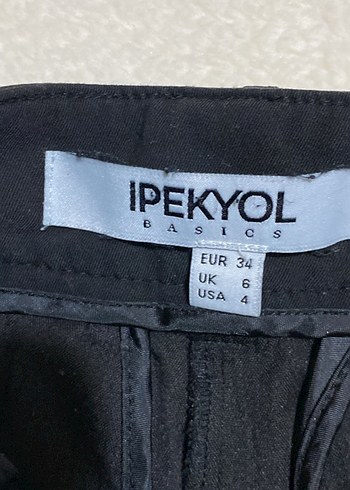 IPEKYOL
BASICS
EUR 34
UK 6
USA 4